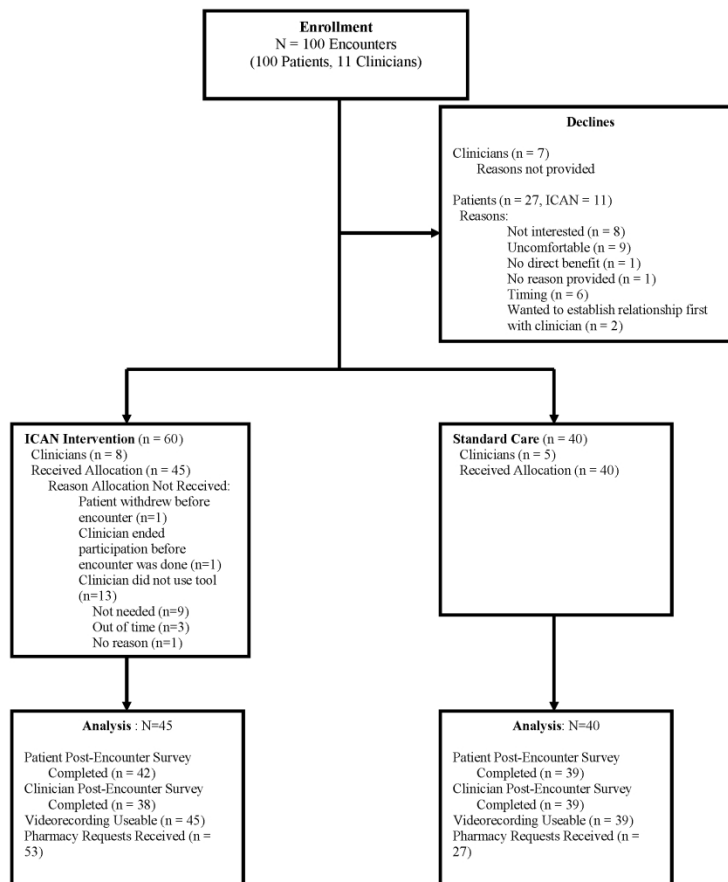 Enrollment
N = 100 Encounters
(100 Patients, 11 Clinicians)
Declines
Clinicians (n = 7)
Reasons not provided
Patients (n = 27, ICAN = 11)
Reasons:
Not interested (n = 8)
Uncomfortable (n = 9)
No direct benefit (n = 1)
No reason provided (n = 1)
Timing (n = 6)
Wanted to establish relationship first
with clinician (n = 2)
ICAN Intervention (n = 60)
Clinicians (n = 8)
Received Allocation (n = 45)
Reason Allocation Not Received:
Patient withdrew before
encounter (n=1)
Clinician ended
participation before
encounter was done (n=1)
Clinician did not use tool
(n=13)
Not needed (n=9)
Out of time (n=3)
No reason (n=1)
Standard Care (n = 40)
Clinicians (n = 5)
Received Allocation (n = 40)
Analysis : N=45
Patient Post-Encounter Survey
Completed (n = 42)
Clinician Post-Encounter Survey
Completed (n = 38)
Videorecording Useable (n = 45)
Pharmacy Requests Received (n =
53)
Analysis: N=40
Patient Post-Encounter Survey
Completed (n = 39)
Clinician Post-Encounter Survey
Completed (n = 39)
Videorecording Useable (n = 39)
Pharmacy Requests Received (n =
27)